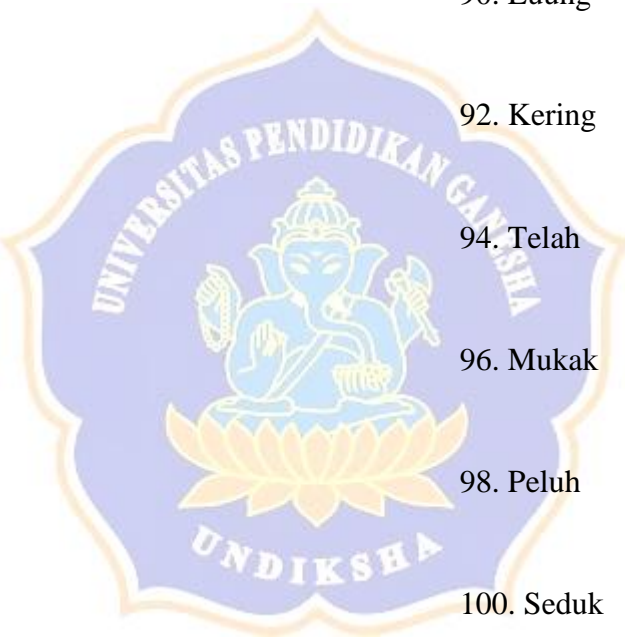 92. Kering
UNIVERSITAS PENDIDIKAN GANESHA
94. Telah
96. Mukak
98. Peluh
UNDIKSHA
100. Seduk